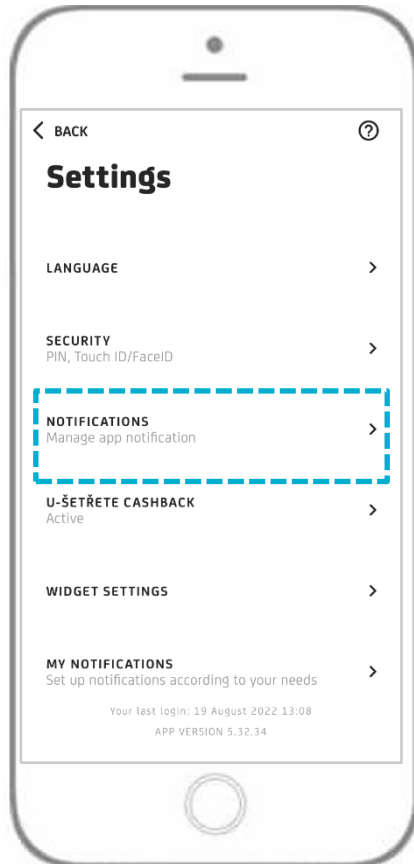 BACK
Settings
LANGUAGE
SECURITY
PIN, Touch ID/FaceID
NOTIFICATIONS
Manage app notification
U-ŠETŘETE CASHBACK
Active
WIDGET SETTINGS
MY NOTIFICATIONS
Set up notifications according to your needs
Your last login: 19 August 2022 13:08
APP VERSION 5.32.34